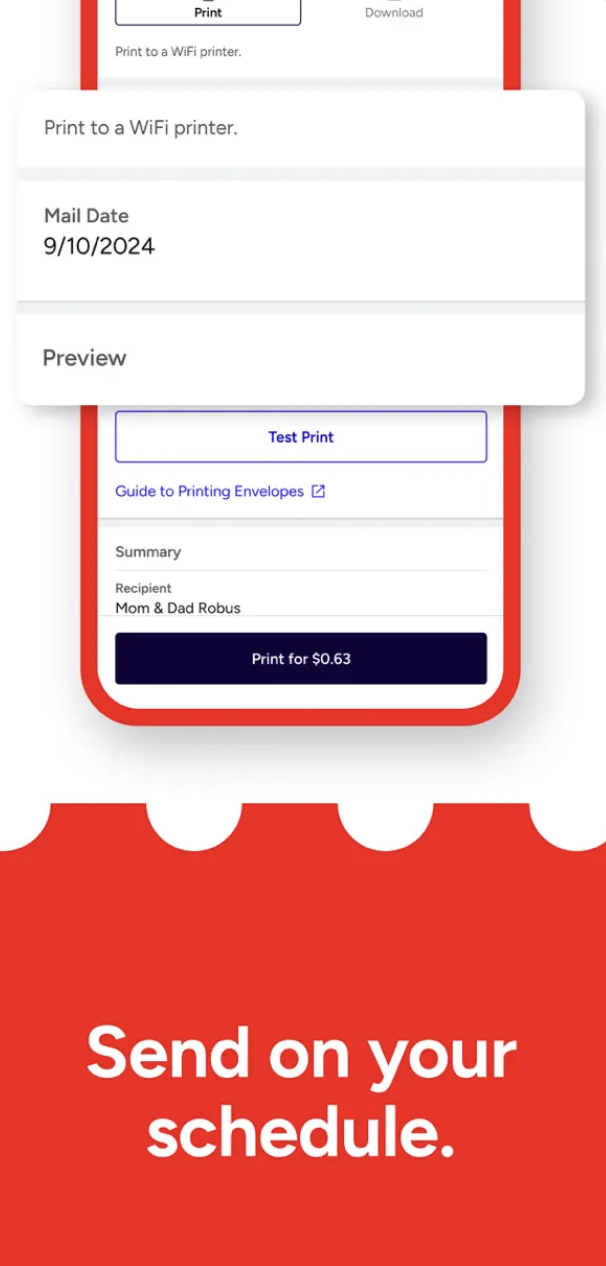 Print
Download
Print to a WiFi printer.
Print to a WiFi printer.
Mail Date
9/10/2024
Preview
Test Print
Guide to Printing Envelopes
Summary
Recipient
Mom & Dad Robus
Print for $0.63
Send on your
schedule.